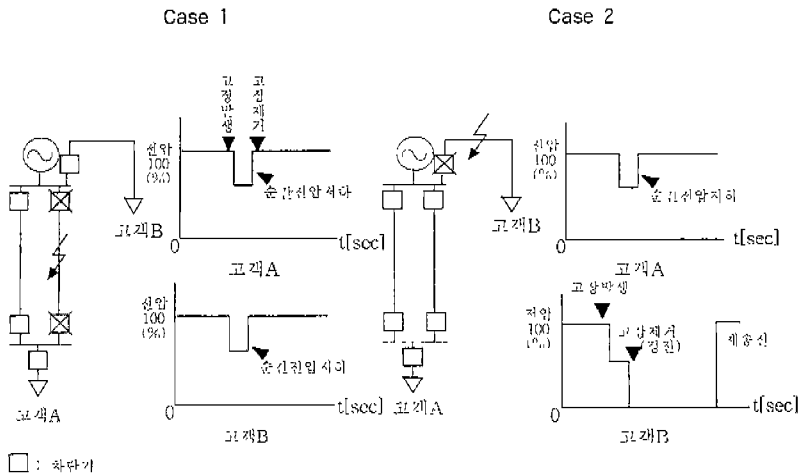 Case 1
Case 2
고장발생
고장제거
전압
100
(%)
순간전압저하
0
t[sec]
고객A
고객B
전압
100
(%)
순간전압저하
0
t[sec]
고객B
고객A
전압
100
(%)
순간전압저하
0
t[sec]
고객A
고객B
고장발생
전압
100
(%)
고장제거
(정전)
재송전
0
t[sec]
고객B
고객A
: 차단기